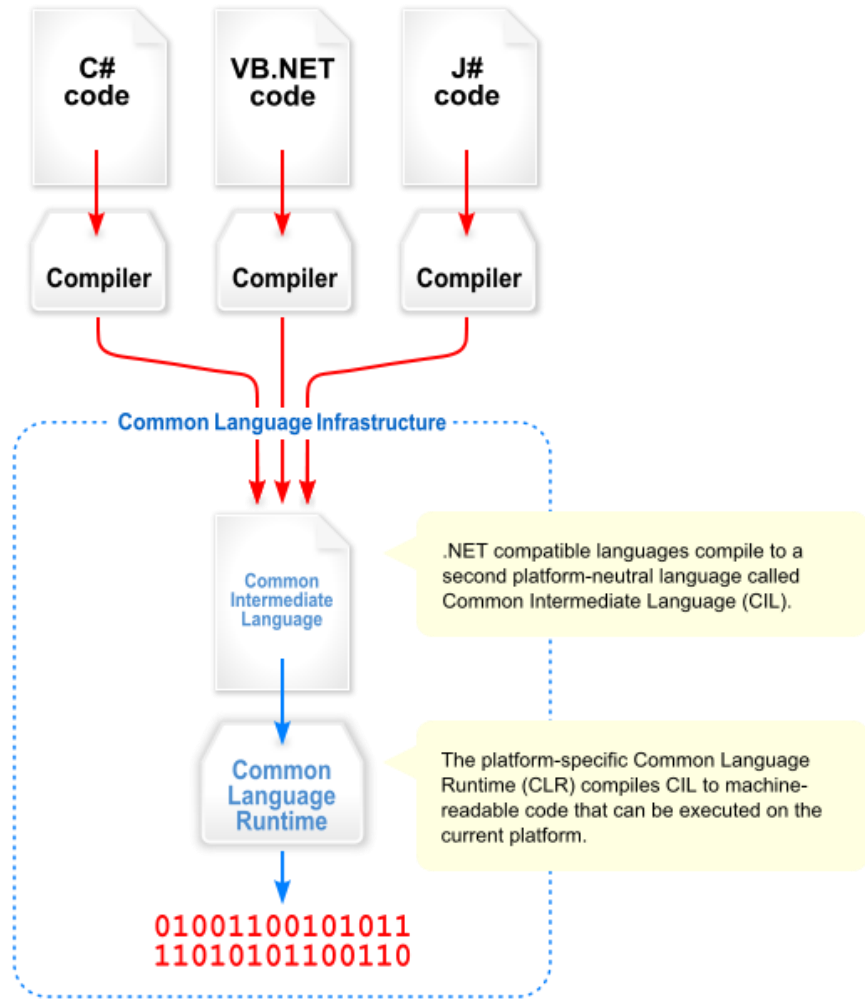 C#
code
VB.NET
code
J#
code
Compiler
Compiler
Compiler
Common Language Infrastructure
Common
Intermediate
Language
.NET compatible languages compile to a
second platform-neutral language called
Common Intermediate Language (CIL).
Common
Language
Runtime
The platform-specific Common Language
Runtime (CLR) compiles CIL to machine-
readable code that can be executed on the
current platform.
01001100101011
11010101100110